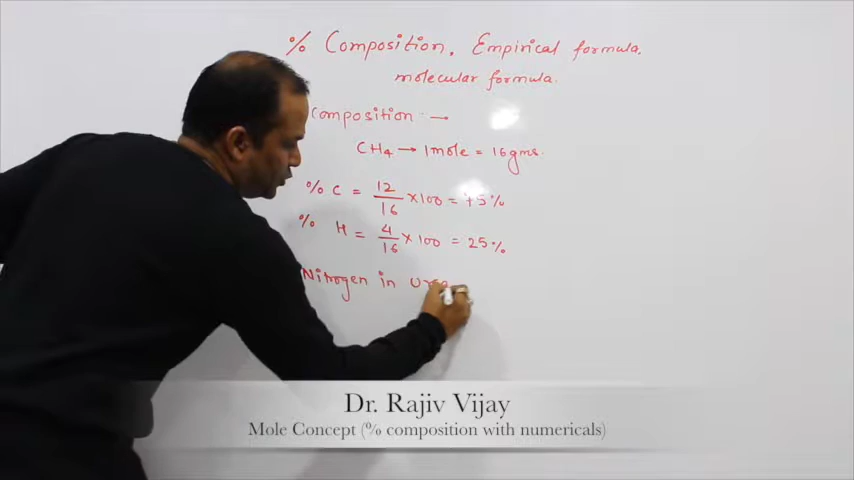 % Composition, Empirical formula,
molecular formula.
Composition :→
CH4 → 1mole = 16gms.
% C = 12/16 ×100 = 75%
% H = 4/16 ×100 = 25%
Nitrogen in Urea
Dr. Rajiv Vijay
Mole Concept (% composition with numericals)